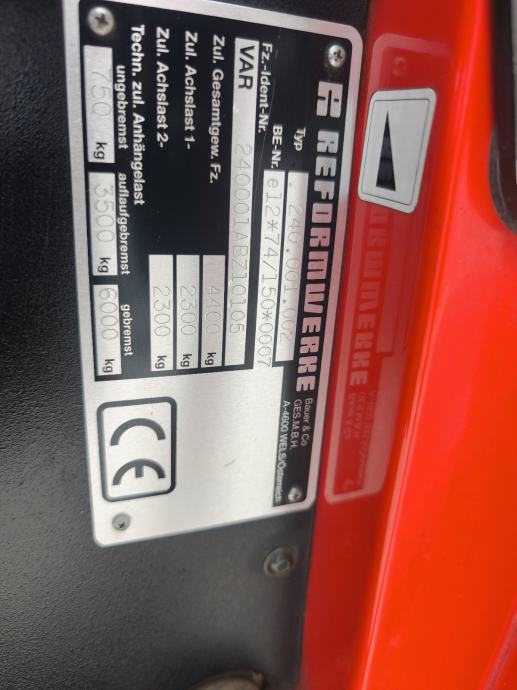 REFORMWERKE
Bauer & Co
GES.M.B.H.
A-4600 WELS/Österreich
Typ . 240.001.002
BE-Nr. e12*74/150*0007
Fz.-Ident-Nr.
VAR 240001ABZ10105
Zul. Gesamtgew. Fz. 4400 kg
Zul. Achslast 1- 2300 kg
Zul. Achslast 2- 2300 kg
Techn. zul. Anhängelast
ungebremst auflaufgebremst gebremst
750 kg 3500 kg 6000 kg
CE